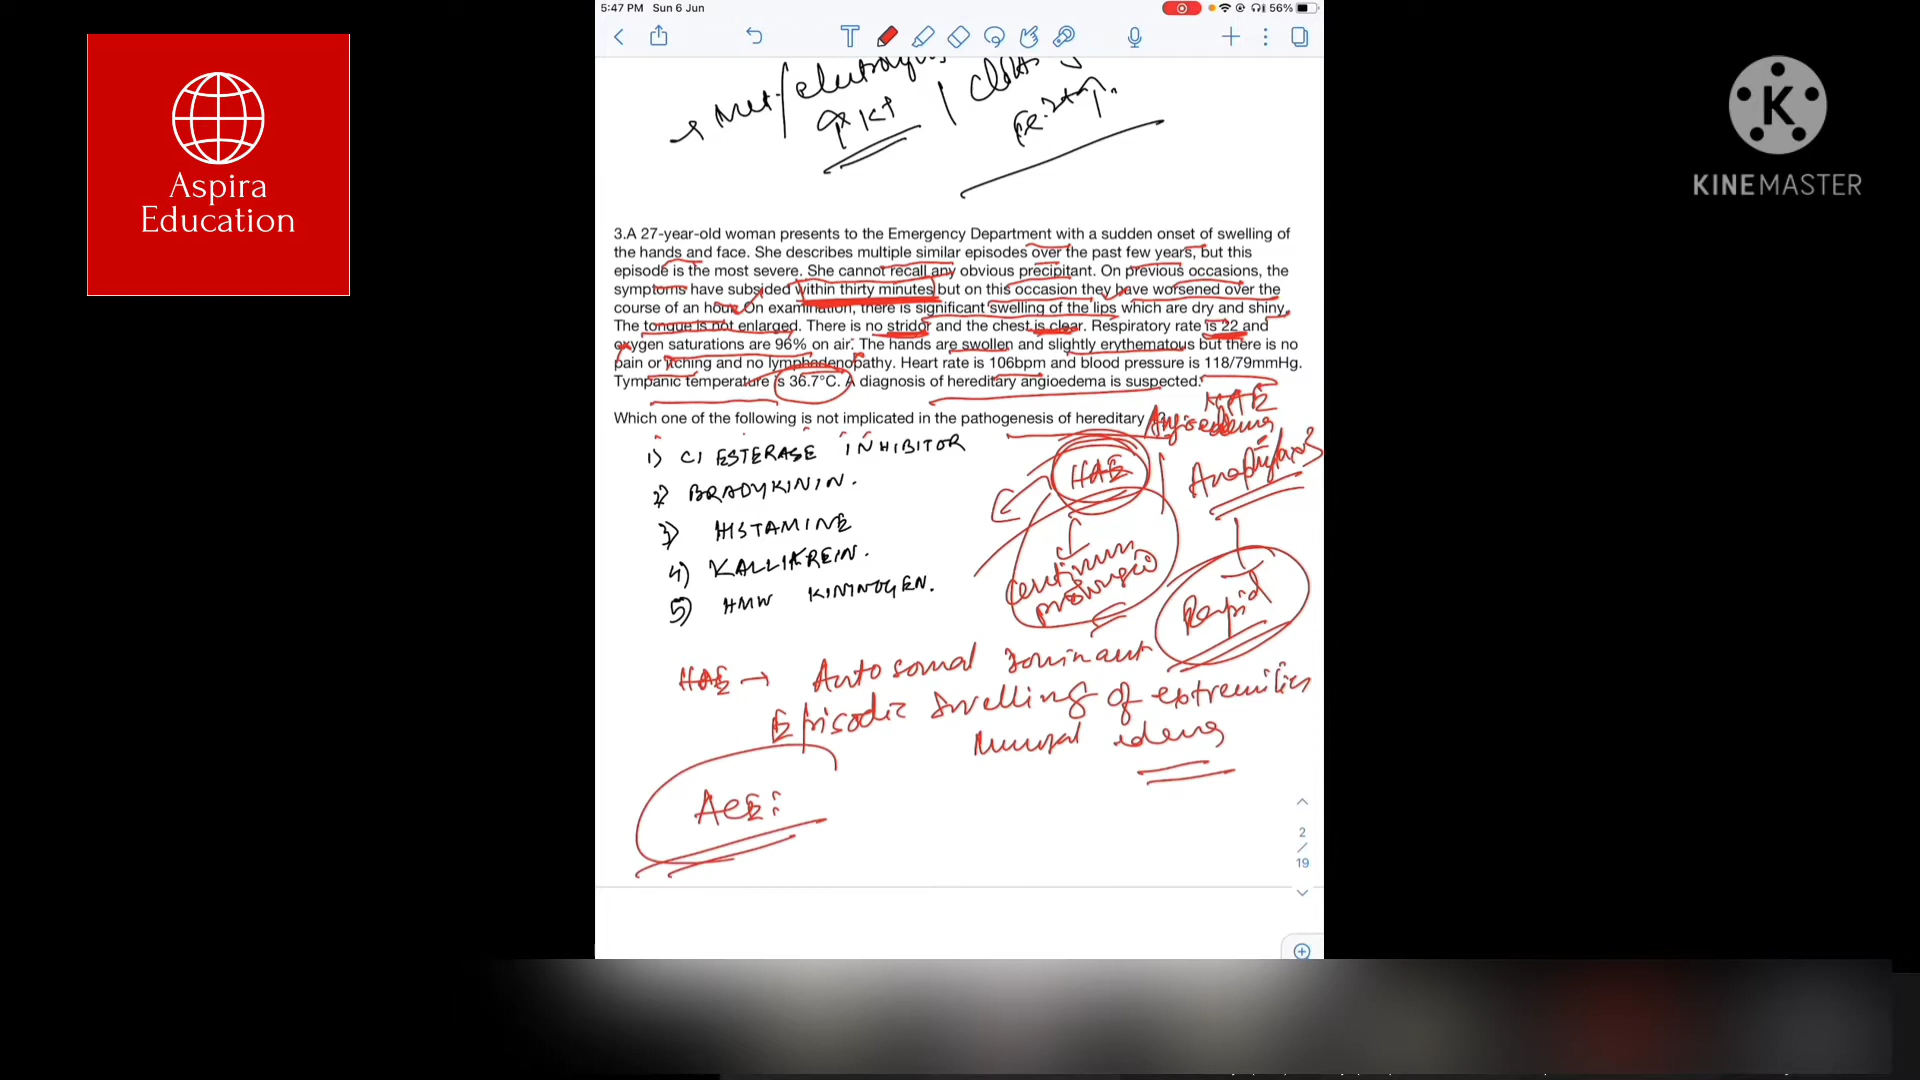 5:47 PM Sun 6 Jun
56%
Aspira
Education
K
KINEMASTER
T
3.A 27-year-old woman presents to the Emergency Department with a sudden onset of swelling of
the hands and face. She describes multiple similar episodes over the past few years, but this
episode is the most severe. She cannot recall any obvious precipitant. On previous occasions, the
symptoms have subsided within thirty minutes but on this occasion they have worsened over the
course of an hour. On examination, there is significant swelling of the lips which are dry and shiny.
The tongue is not enlarged. There is no stridor and the chest is clear. Respiratory rate is 22 and
oxygen saturations are 96% on air. The hands are swollen and slightly erythematous but there is no
pain or itching and no lymphadenopathy. Heart rate is 106bpm and blood pressure is 118/79mmHg.
Tympanic temperature is 36.7°C. A diagnosis of hereditary angioedema is suspected.
HAE
Which one of the following is not implicated in the pathogenesis of hereditary Angioedema
1) C1 ESTERASE INHIBITOR
2) BRADYKININ.
3) HISTAMINE
4) KALLIKREIN.
5) HMW KININOGEN.
HAE
Anaphylaxis
prolonged
Rapid
HAE → Autosomal Dominant
Episodic Swelling of extremities
edema
ACEi
2
/
19